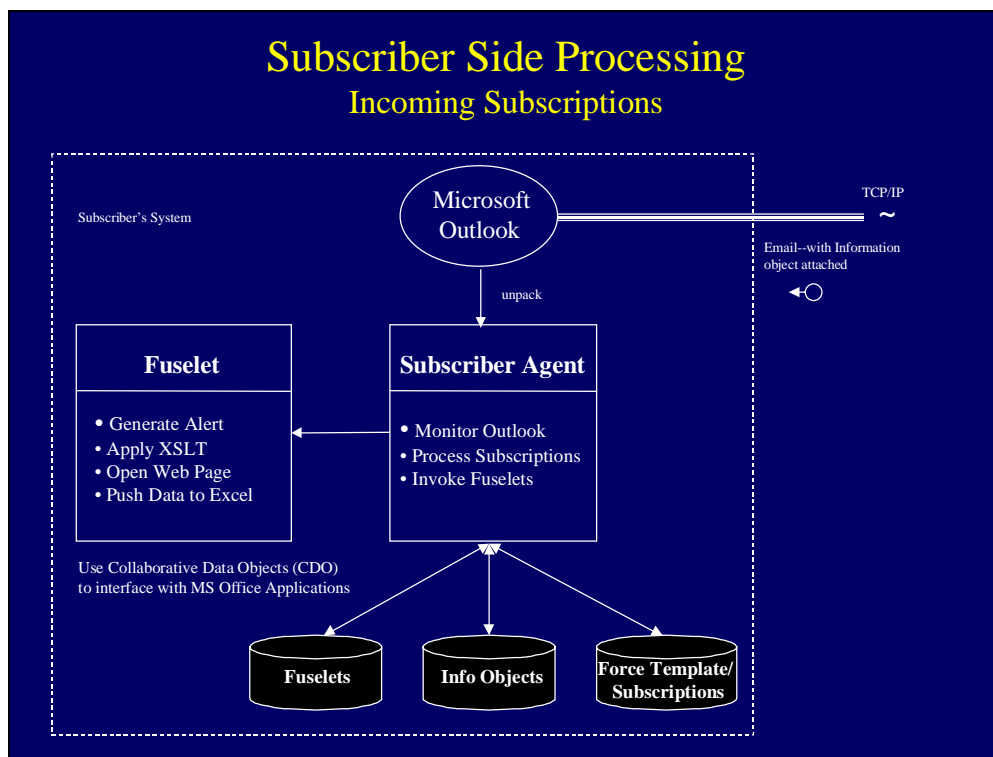 Subscriber Side Processing
Incoming Subscriptions
Subscriber's System
Microsoft
Outlook
TCP/IP
~
Email--with Information
object attached
unpack
Fuselet
• Generate Alert
• Apply XSLT
• Open Web Page
• Push Data to Excel
Subscriber Agent
• Monitor Outlook
• Process Subscriptions
• Invoke Fuselets
Use Collaborative Data Objects (CDO)
to interface with MS Office Applications
Fuselets
Info Objects
Force Template/
Subscriptions